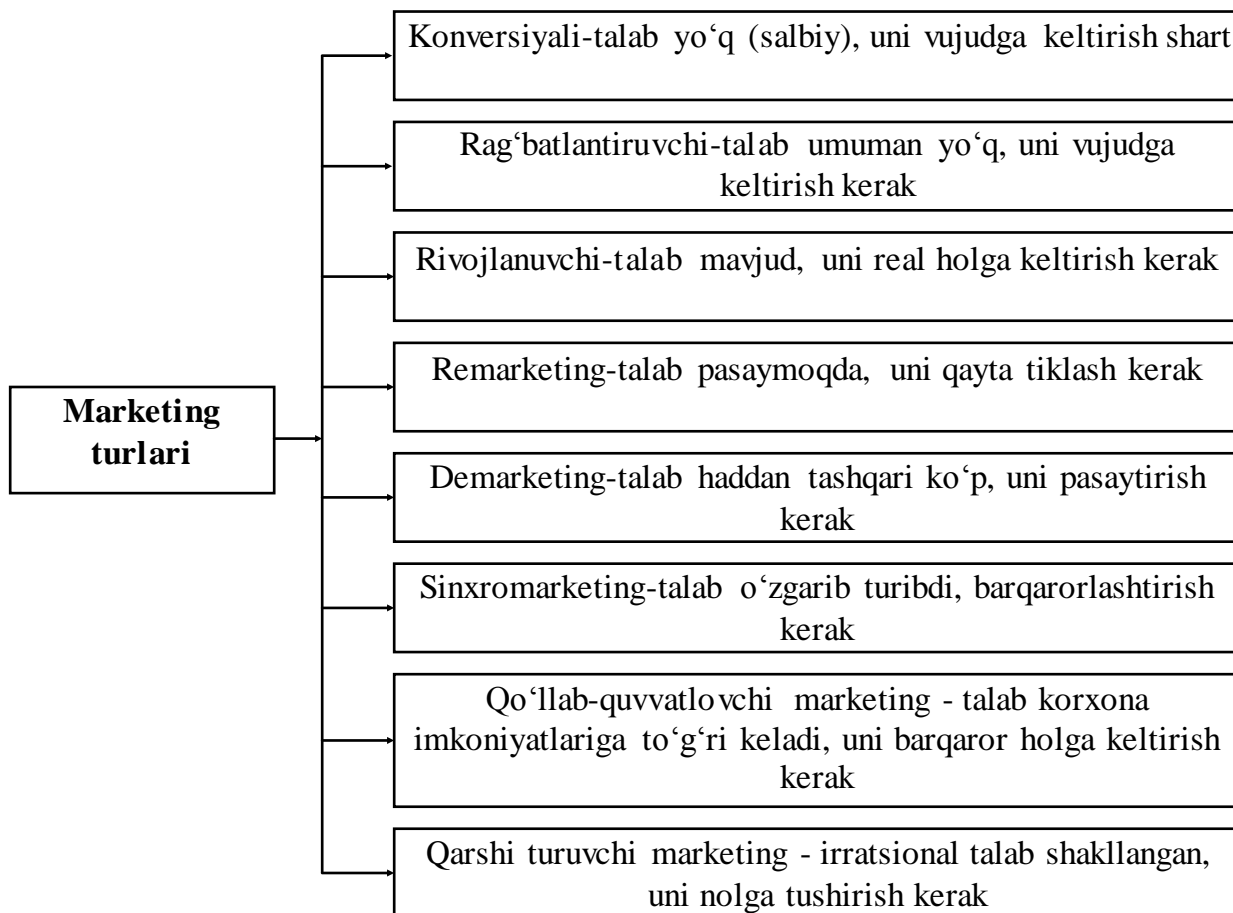 Konversiyali-talab yo‘q (salbiy), uni vujudga keltirish shart
Rag‘batlantiruvchi-talab umuman yo‘q, uni vujudga
keltirish kerak
Rivojlanuvchi-talab mavjud, uni real holga keltirish kerak
Remarketing-talab pasaymoqda, uni qayta tiklash kerak
Marketing
turlari
Demarketing-talab haddan tashqari ko‘p, uni pasaytirish
kerak
Sinxromarketing-talab o‘zgarib turibdi, barqarorlashtirish
kerak
Qo‘llab-quvvatlovchi marketing - talab korxona
imkoniyatlariga to‘g‘ri keladi, uni barqaror holga keltirish
kerak
Qarshi turuvchi marketing - irratsional talab shakllangan,
uni nolga tushirish kerak